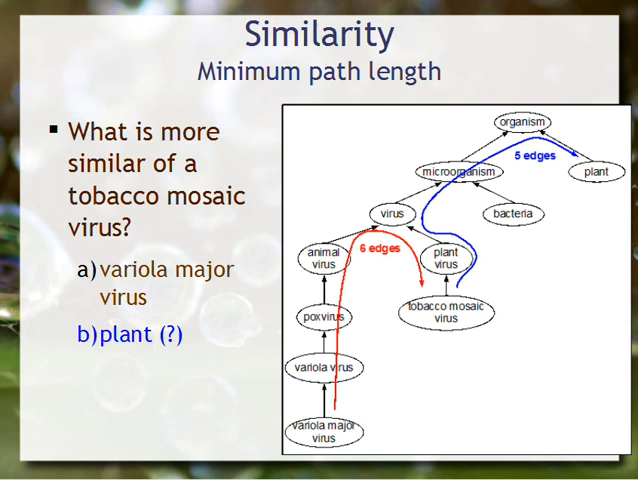 Similarity
Minimum path length
▪ What is more
similar of a
tobacco mosaic
virus?
a) variola major
virus
b) plant (?)
organism
5 edges
microorganism
plant
virus
bacteria
animal
virus
6 edges
plant
virus
poxvirus
tobacco mosaic
virus
variola virus
variola major
virus